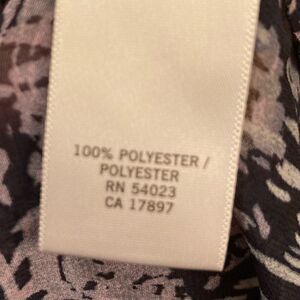 100% POLYESTER /
POLYESTER
RN 54023
CA 17897